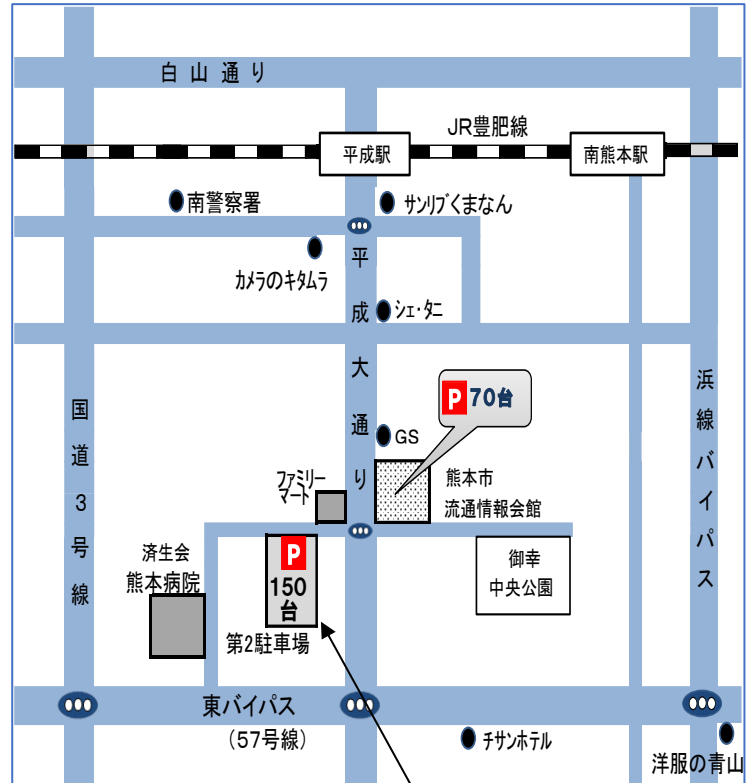 白山通り
JR豊肥線
平成駅
南熊本駅
南警察署
サンリブくまなん
カメラのキタムラ
平成大通り
シェ・タニ
P 70台
国道3号線
浜線バイパス
GS
ファミリー
マート
熊本市
流通情報会館
済生会
熊本病院
P
150
台
第2駐車場
御幸
中央公園
東バイパス
(57号線)
チサンホテル
洋服の青山